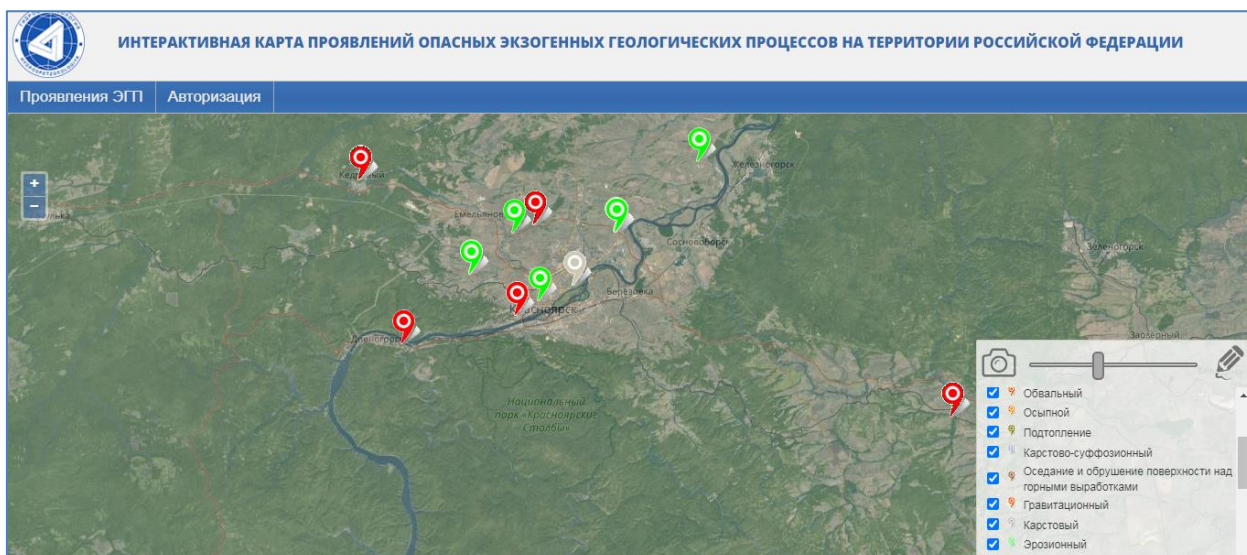 ИНТЕРАКТИВНАЯ КАРТА ПРОЯВЛЕНИЙ ОПАСНЫХ ЭКЗОГЕННЫХ ГЕОЛОГИЧЕСКИХ ПРОЦЕССОВ НА ТЕРРИТОРИИ РОССИЙСКОЙ ФЕДЕРАЦИИ
Проявления ЭГП
Авторизация
+
−
Железногорск
Емельяново
Сосновоборск
Зеленогорск
Березовка
Красноярск
Заозерный
Национальный
парк «Красноярские
Столбы»
Обвальный
Осыпной
Подтопление
Карстово-суффозионный
Оседание и обрушение поверхности над
горными выработками
Гравитационный
Карстовый
Эрозионный